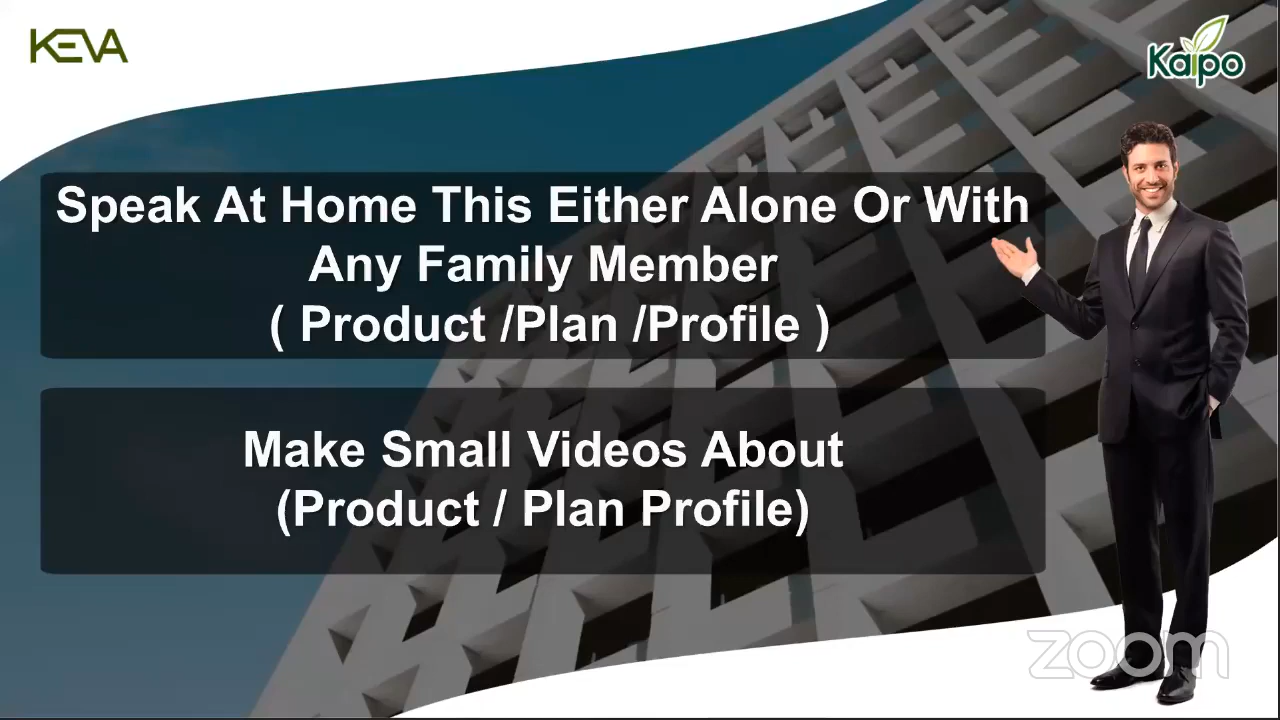 KEVA
Kaipo
Speak At Home This Either Alone Or With
Any Family Member
( Product /Plan /Profile )
Make Small Videos About
(Product / Plan Profile)
zoom